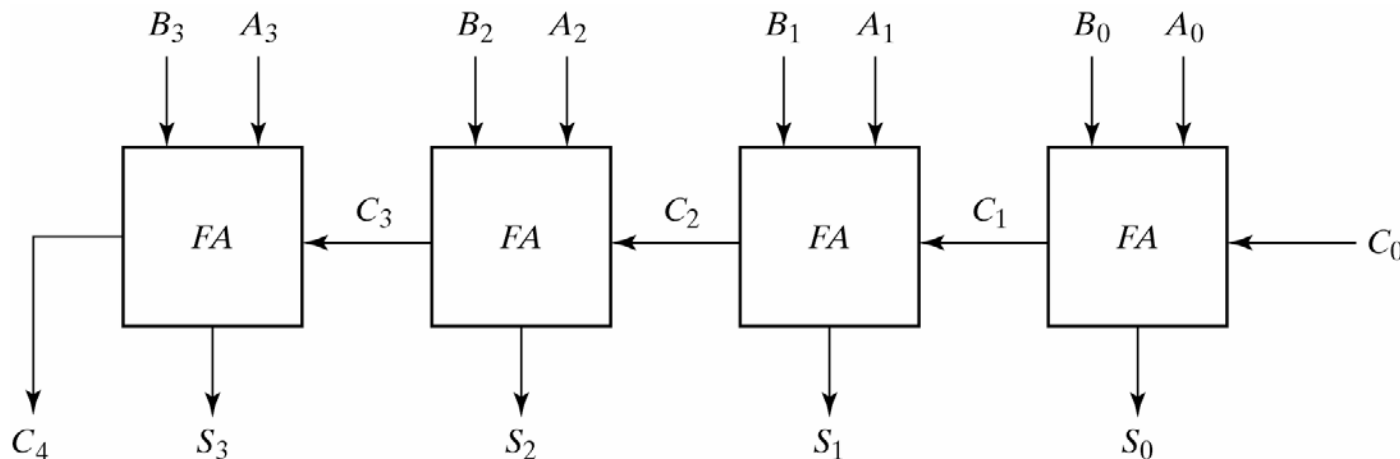 B₃ A₃ B₂ A₂ B₁ A₁ B₀ A₀
FA C₃ FA C₂ FA C₁ FA C₀
C₄ S₃ S₂ S₁ S₀